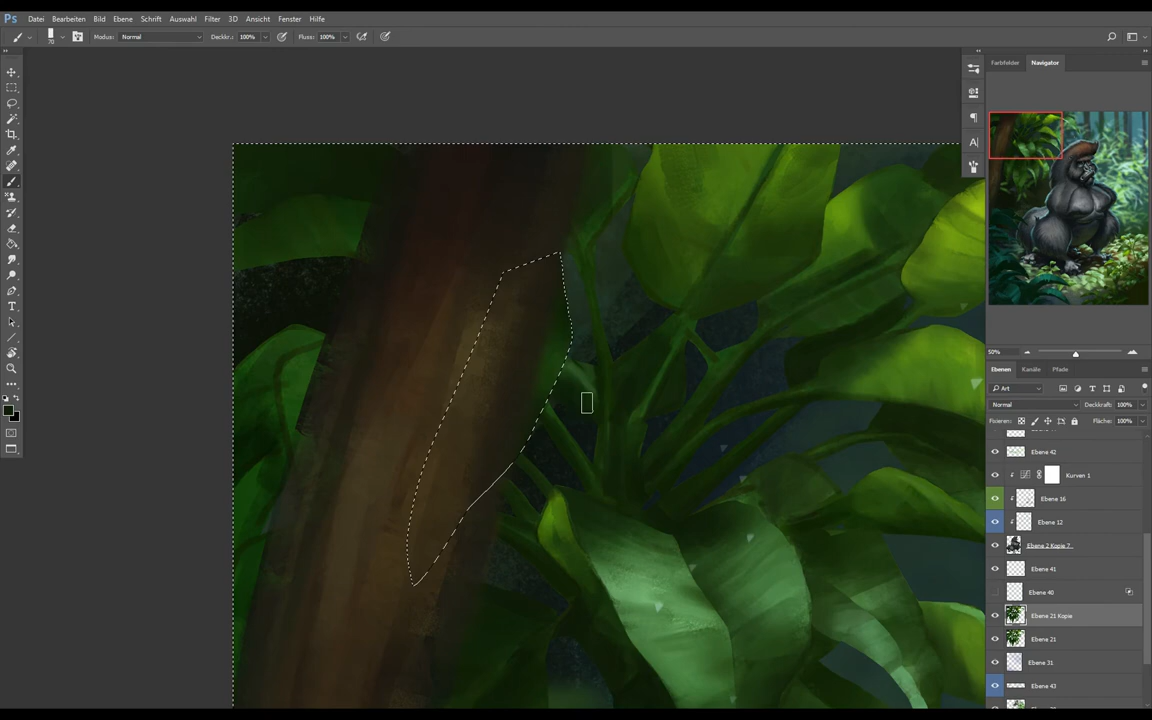 Ps Datei Bearbeiten Bild Ebene Schrift Auswahl Filter 3D Ansicht Fenster Hilfe
70 Modus: Normal Deckkr.: 100% Fluss: 100%
Farbfelder Navigator
50%
Ebenen Kanäle Pfade
Art
Normal Deckkraft: 100%
Fixieren: Fläche: 100%
Ebene 42
Kurven 1
Ebene 16
Ebene 12
Ebene 2 Kopie 7
Ebene 41
Ebene 40
Ebene 21 Kopie
Ebene 21
Ebene 31
Ebene 43